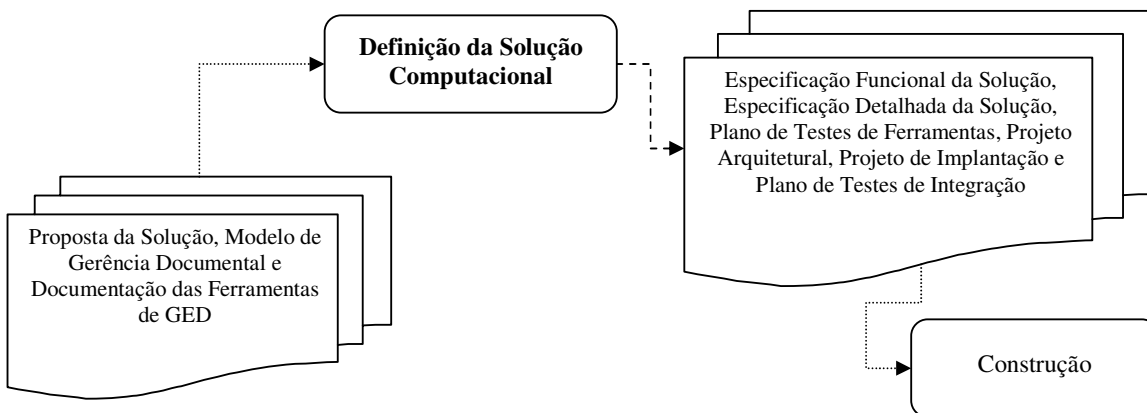 Definição da Solução
Computacional
Especificação Funcional da Solução,
Especificação Detalhada da Solução,
Plano de Testes de Ferramentas, Projeto
Arquitetural, Projeto de Implantação e
Plano de Testes de Integração
Proposta da Solução, Modelo de
Gerência Documental e
Documentação das Ferramentas
de GED
Construção